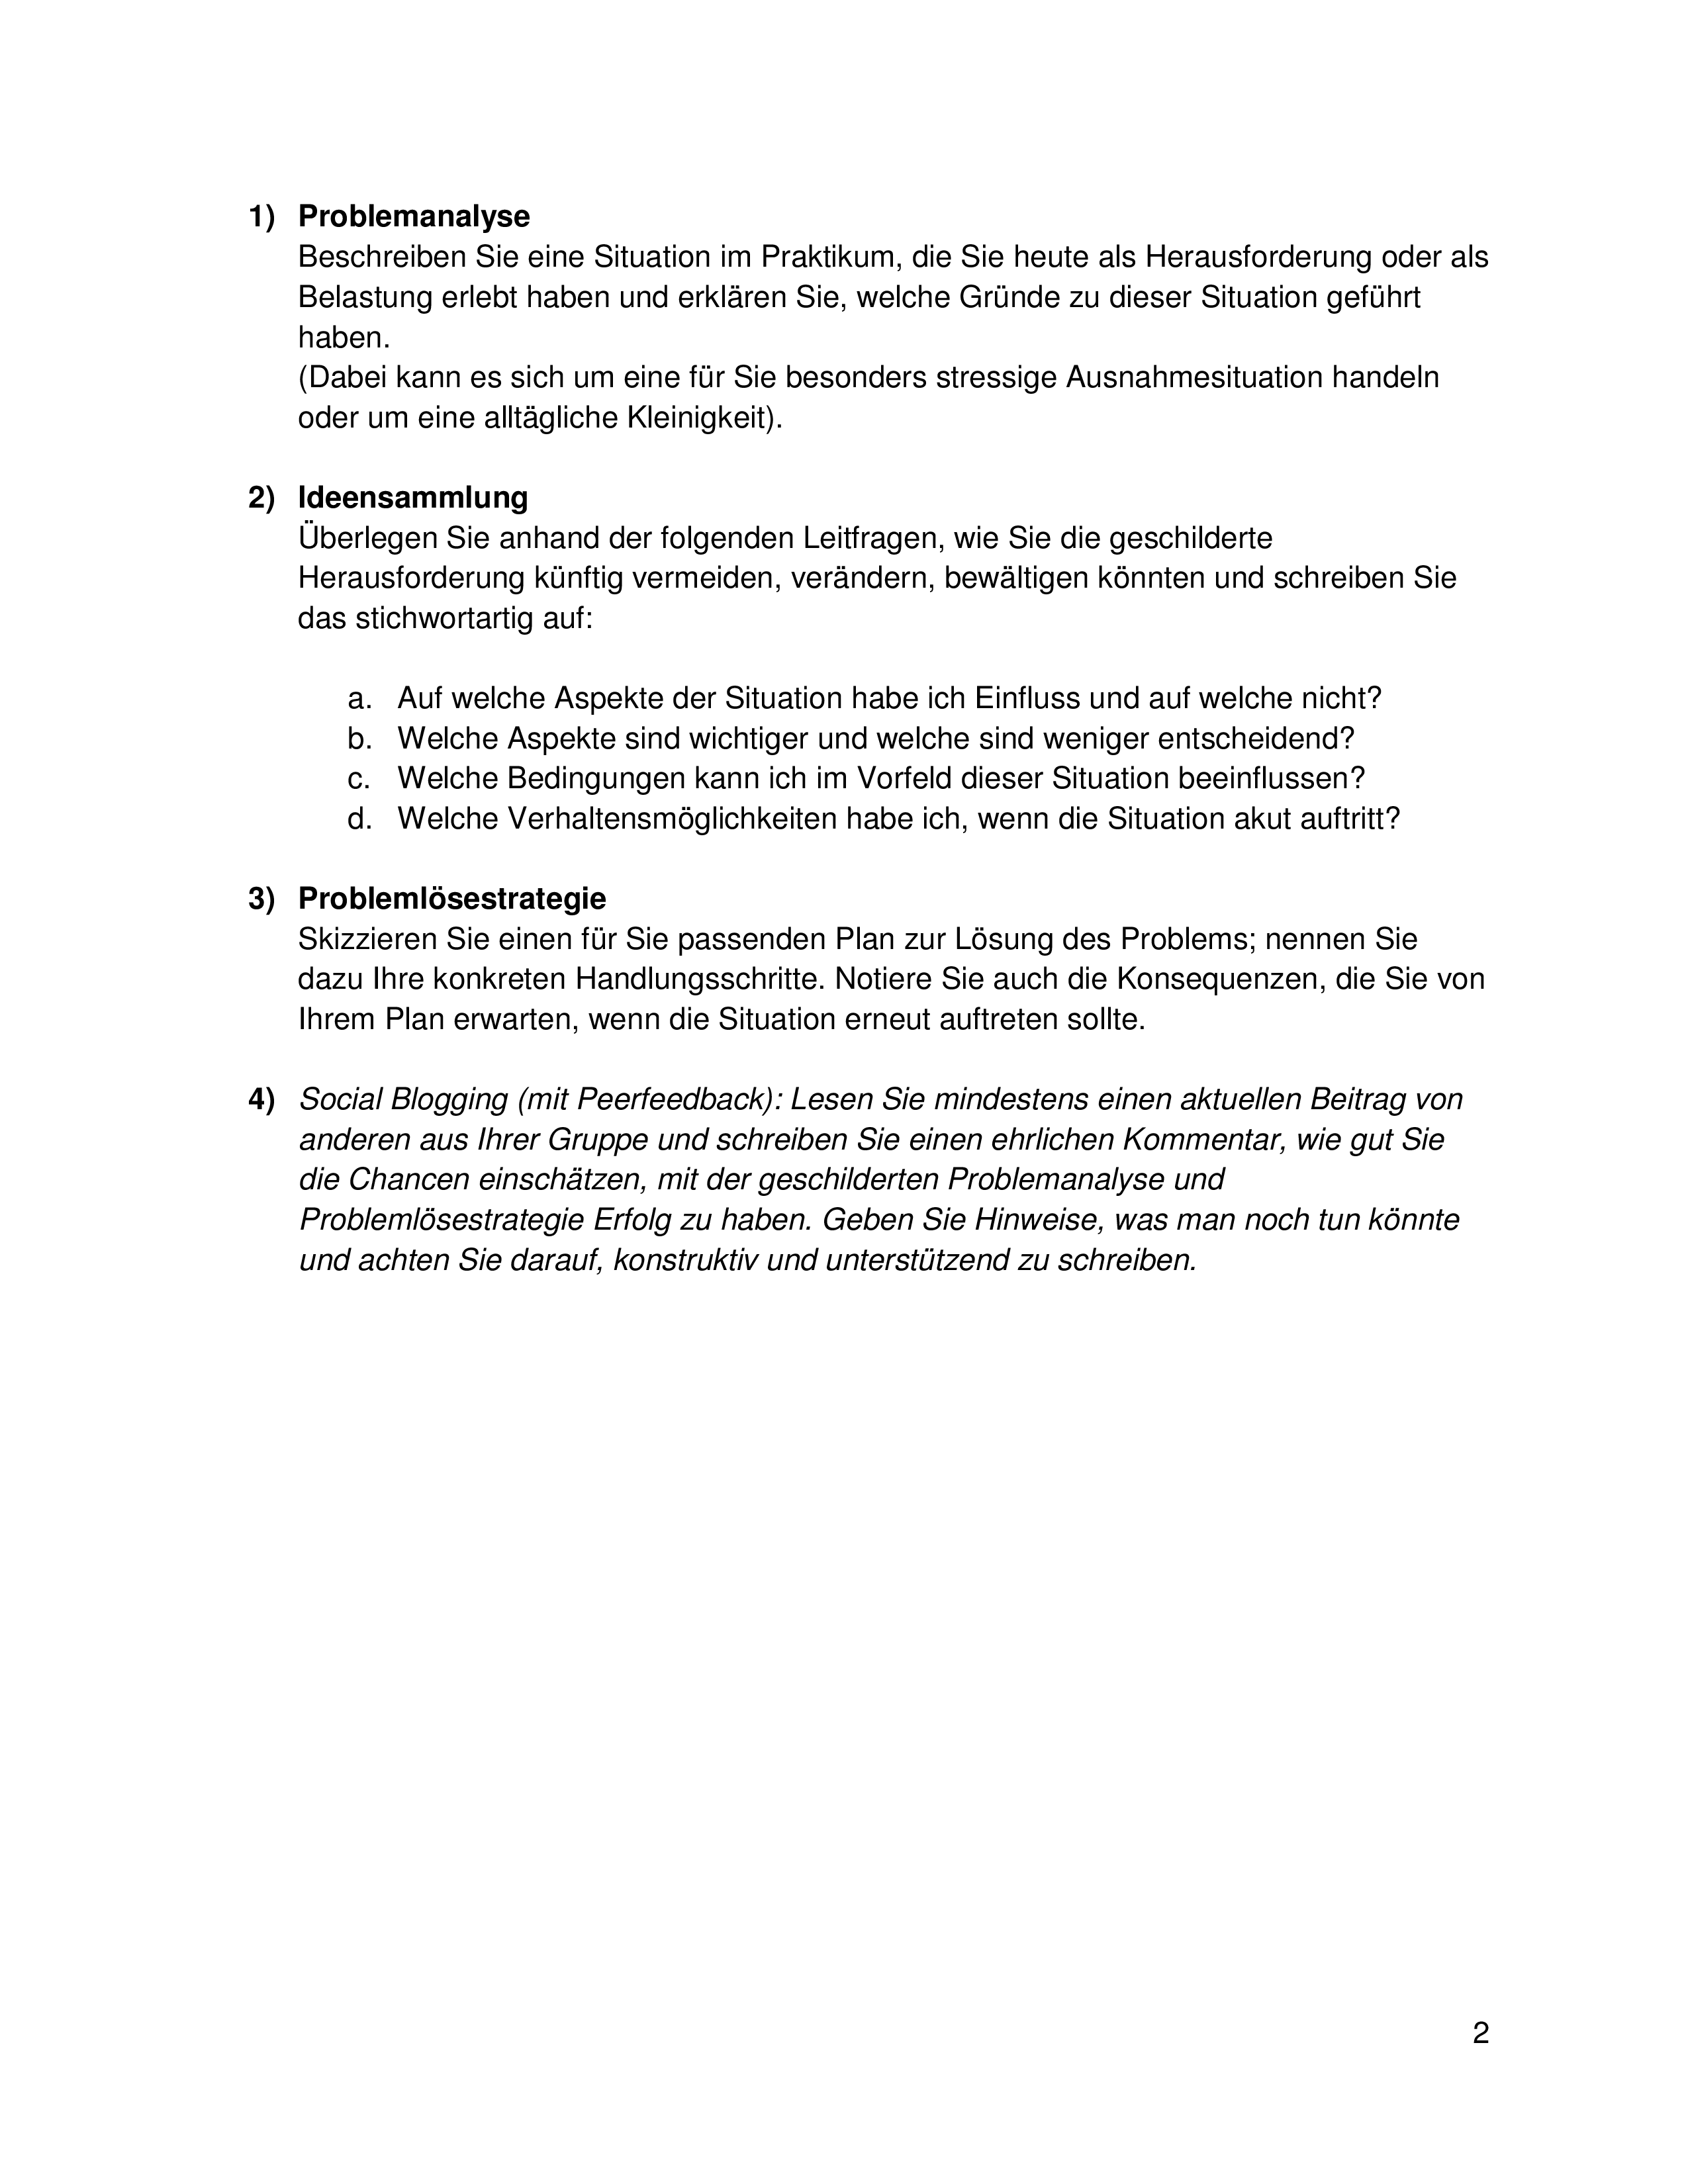 1) Problemanalyse
Beschreiben Sie eine Situation im Praktikum, die Sie heute als Herausforderung oder als
Belastung erlebt haben und erklären Sie, welche Gründe zu dieser Situation geführt
haben.
(Dabei kann es sich um eine für Sie besonders stressige Ausnahmesituation handeln
oder um eine alltägliche Kleinigkeit).
2) Ideensammlung
Überlegen Sie anhand der folgenden Leitfragen, wie Sie die geschilderte
Herausforderung künftig vermeiden, verändern, bewältigen könnten und schreiben Sie
das stichwortartig auf:
a. Auf welche Aspekte der Situation habe ich Einfluss und auf welche nicht?
b. Welche Aspekte sind wichtiger und welche sind weniger entscheidend?
c. Welche Bedingungen kann ich im Vorfeld dieser Situation beeinflussen?
d. Welche Verhaltensmöglichkeiten habe ich, wenn die Situation akut auftritt?
3) Problemlösestrategie
Skizzieren Sie einen für Sie passenden Plan zur Lösung des Problems; nennen Sie
dazu Ihre konkreten Handlungsschritte. Notiere Sie auch die Konsequenzen, die Sie von
Ihrem Plan erwarten, wenn die Situation erneut auftreten sollte.
4) Social Blogging (mit Peerfeedback): Lesen Sie mindestens einen aktuellen Beitrag von
anderen aus Ihrer Gruppe und schreiben Sie einen ehrlichen Kommentar, wie gut Sie
die Chancen einschätzen, mit der geschilderten Problemanalyse und
Problemlösestrategie Erfolg zu haben. Geben Sie Hinweise, was man noch tun könnte
und achten Sie darauf, konstruktiv und unterstützend zu schreiben.
2